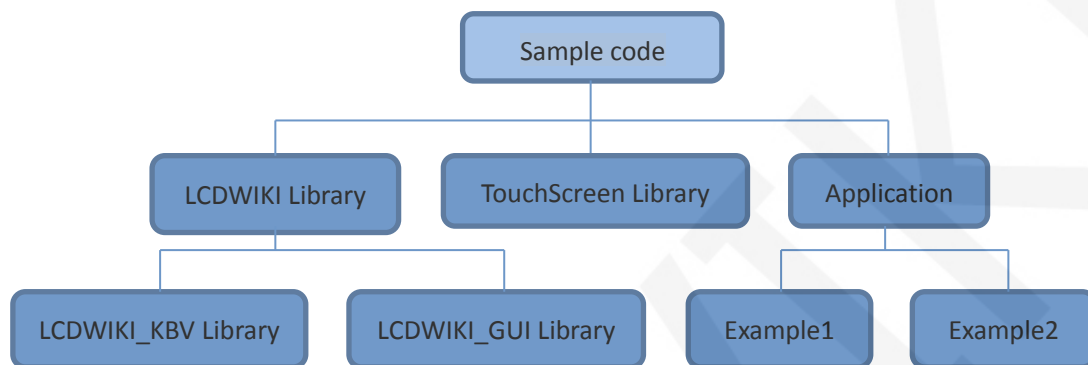 Sample code
LCDWIKI Library
TouchScreen Library
Application
LCDWIKI_KBV Library
LCDWIKI_GUI Library
Example1
Example2